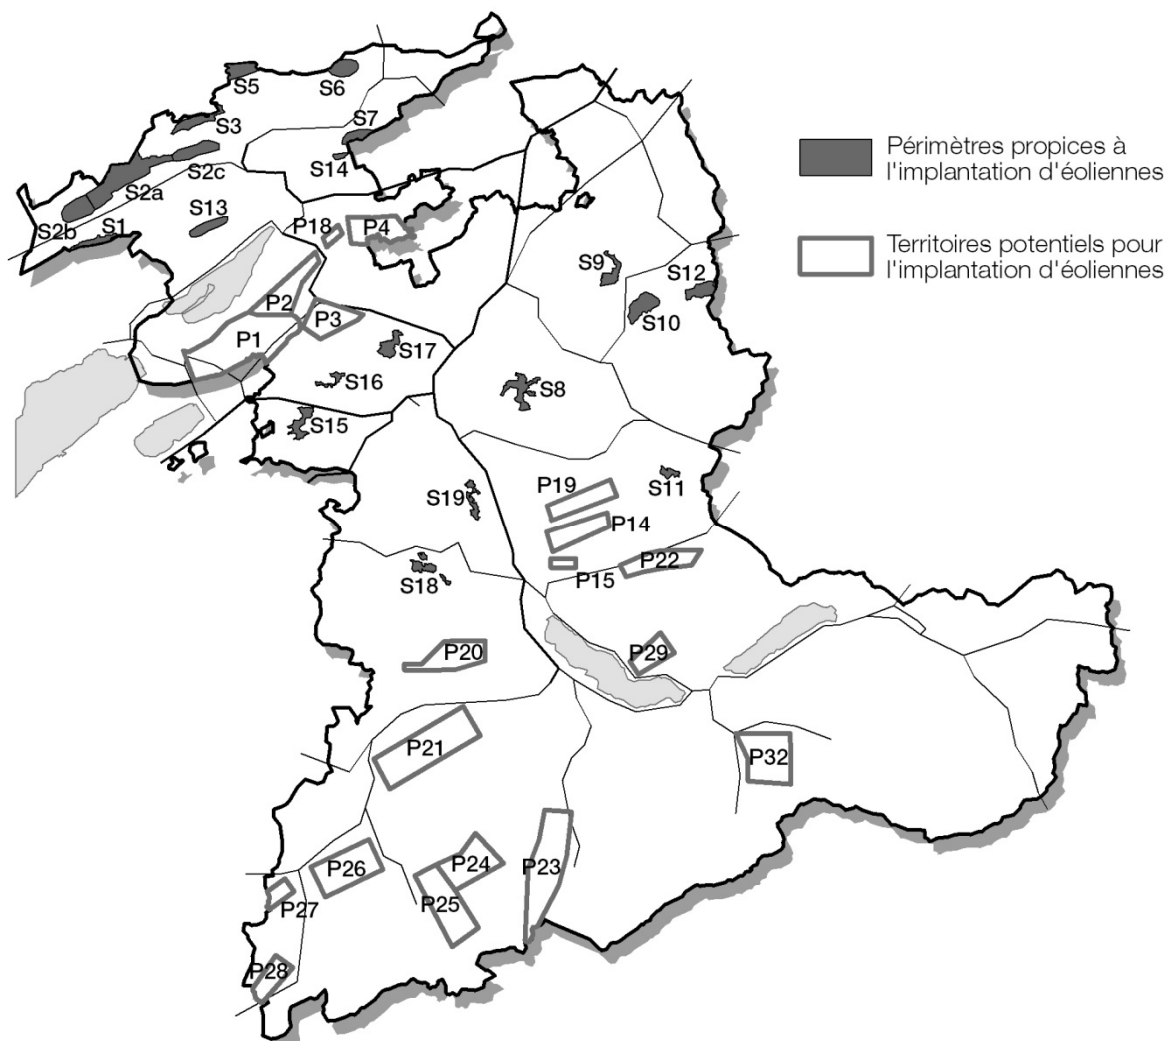 S5
S6
S3
S7
S14
S2c
S2a
S2b
S1
S13
P18
P4
P2
P1
P3
S17
S16
S15
S9
S12
S10
S8
S19
P19
S11
P14
P15
P22
S18
P20
P29
P21
P32
P24
P23
P26
P25
P27
P28
Périmètres propices à
l'implantation d'éoliennes
Territoires potentiels pour
l'implantation d'éoliennes